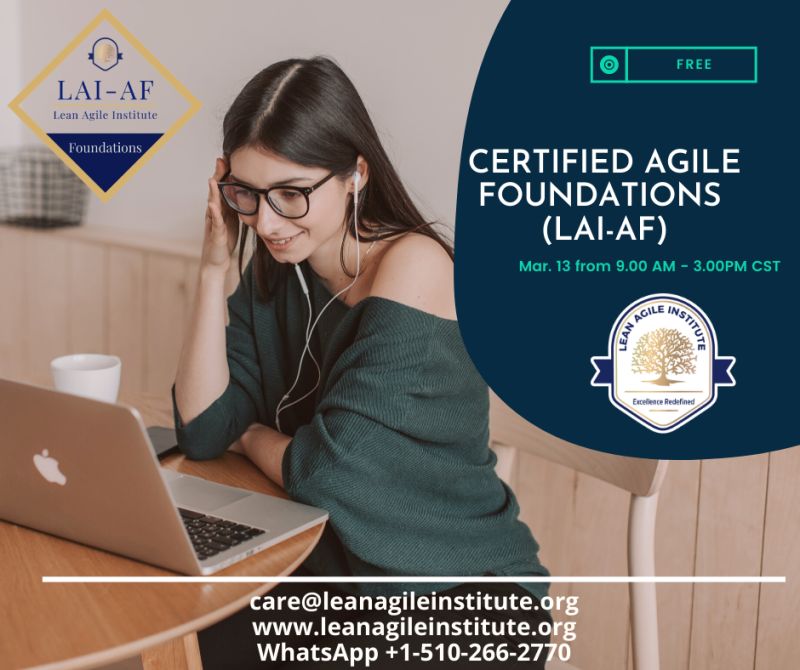 LAI-AF
Lean Agile Institute
Foundations
FREE
CERTIFIED AGILE
FOUNDATIONS
(LAI-AF)
Mar. 13 from 9.00 AM - 3.00PM CST
LEAN AGILE INSTITUTE
Excellence Redefined
care@leanagileinstitute.org
www.leanagileinstitute.org
WhatsApp +1-510-266-2770